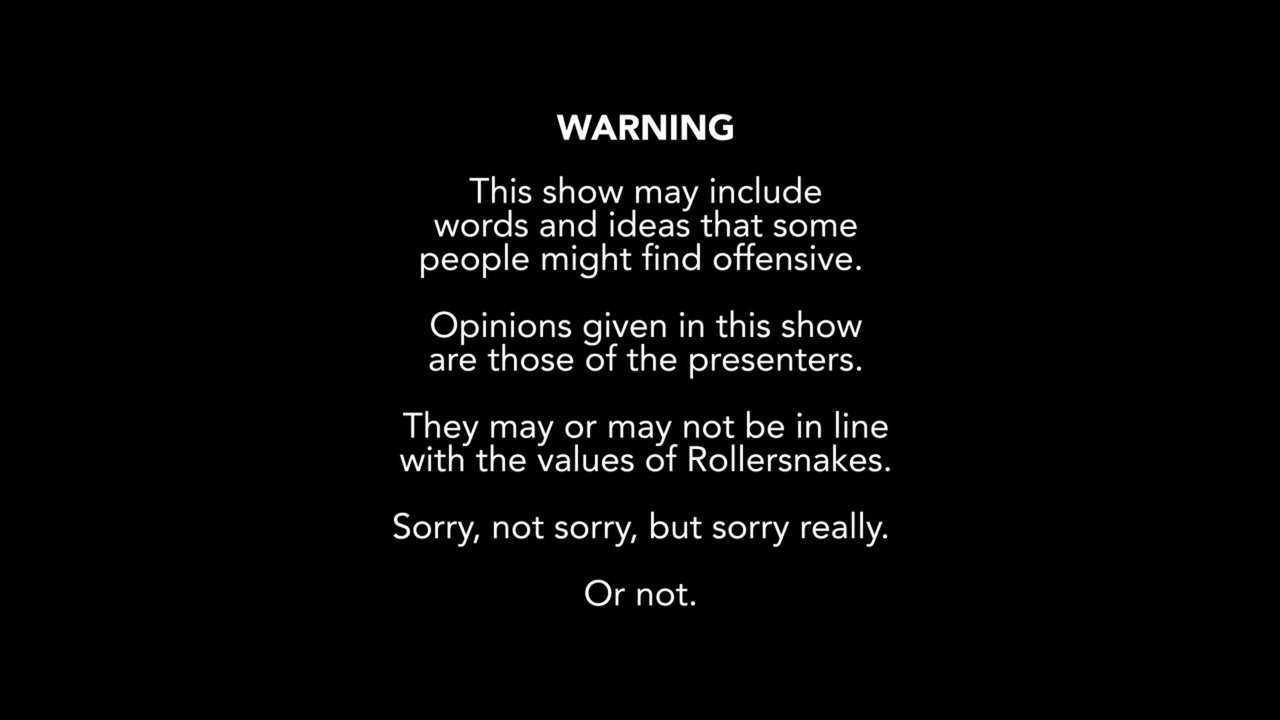 WARNING
This show may include
words and ideas that some
people might find offensive.
Opinions given in this show
are those of the presenters.
They may or may not be in line
with the values of Rollersnakes.
Sorry, not sorry, but sorry really.
Or not.